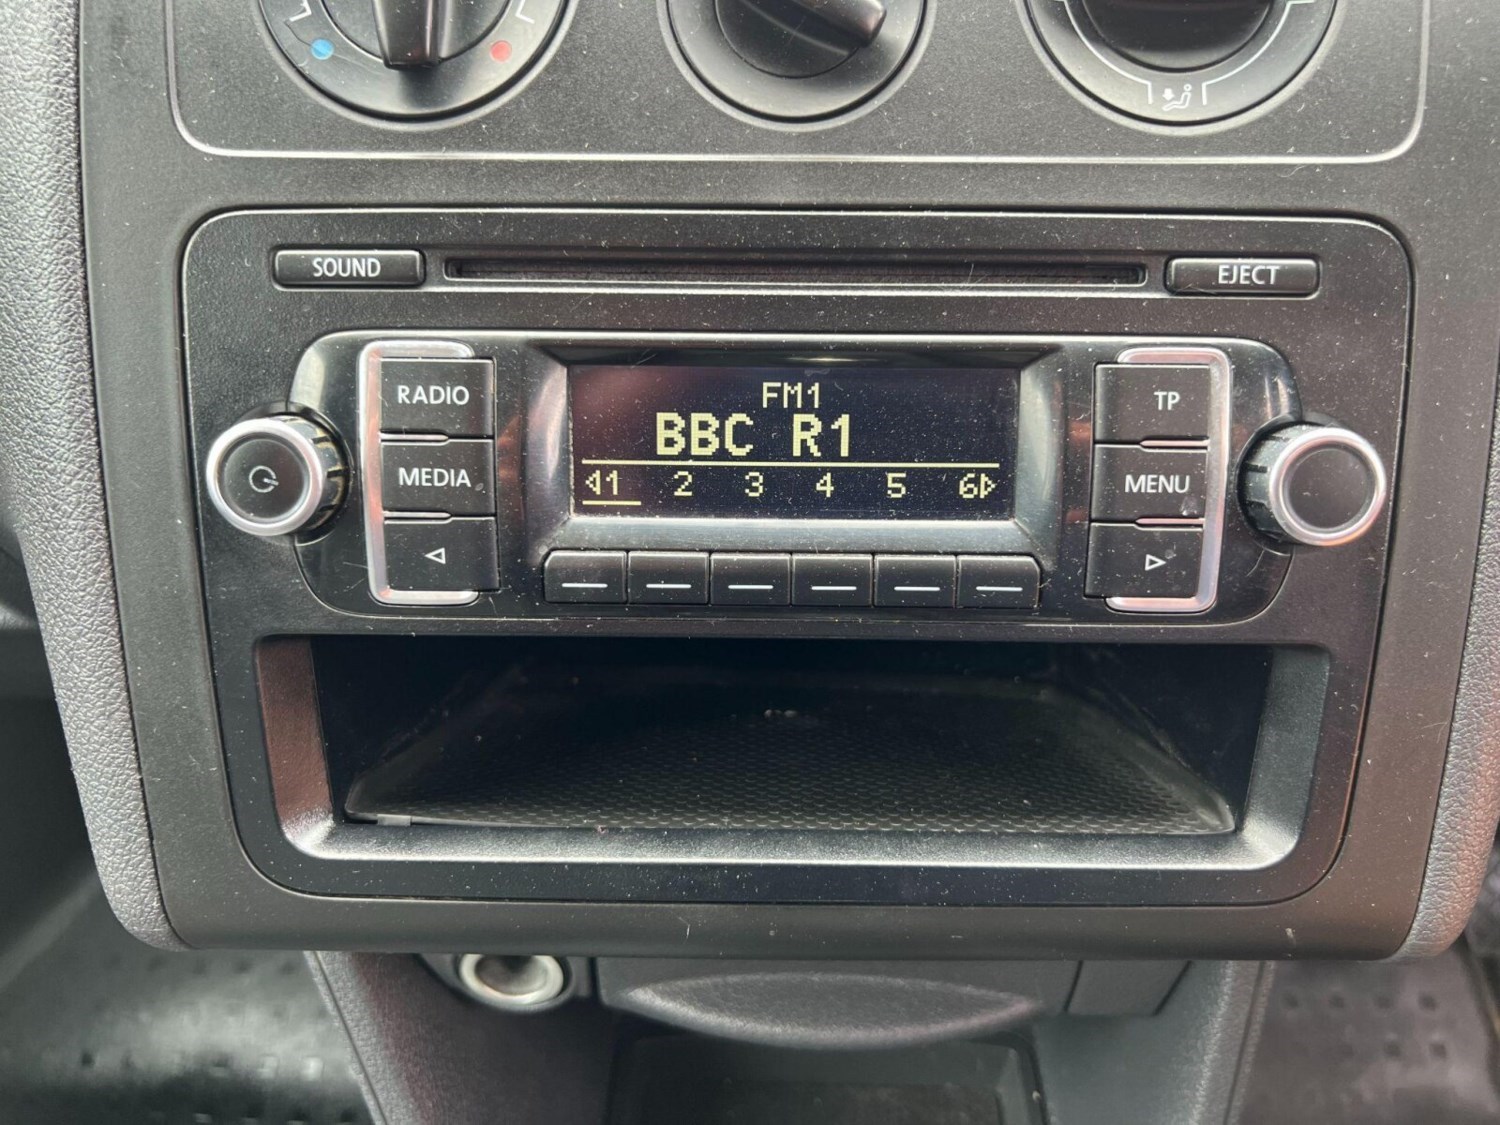 SOUND
EJECT
RADIO
MEDIA
FM1
BBC R1
1 2 3 4 5 6
TP
MENU